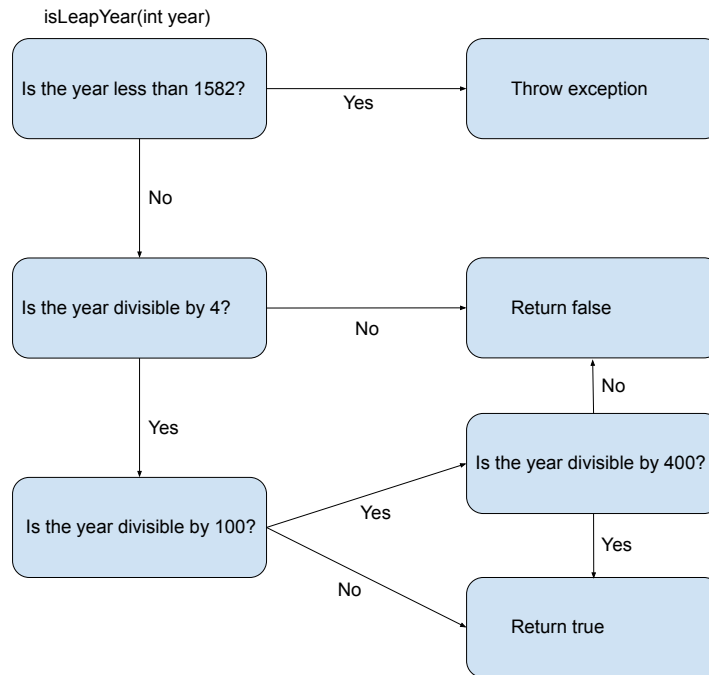 isLeapYear(int year)
Is the year less than 1582?
Yes
Throw exception
No
Is the year divisible by 4?
No
Return false
No
Yes
Is the year divisible by 400?
Is the year divisible by 100?
Yes
Yes
No
Return true